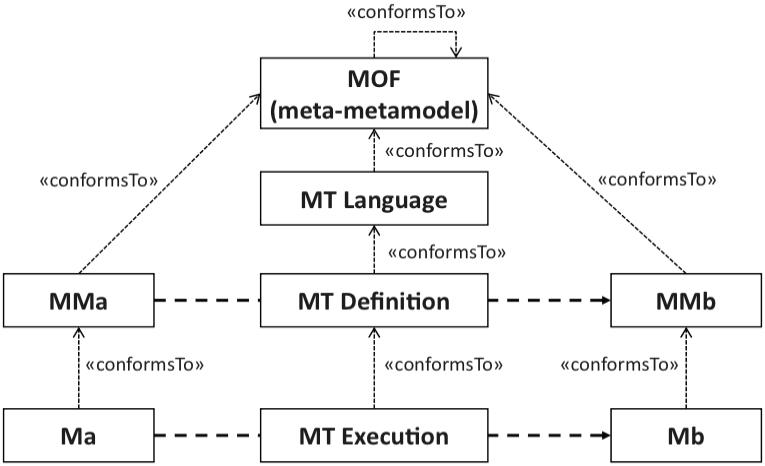 «conformsTo»
MOF
(meta-metamodel)
«conformsTo»
«conformsTo»
«conformsTo»
MT Language
«conformsTo»
MMa
MT Definition
MMb
«conformsTo»
«conformsTo»
«conformsTo»
Ma
MT Execution
Mb